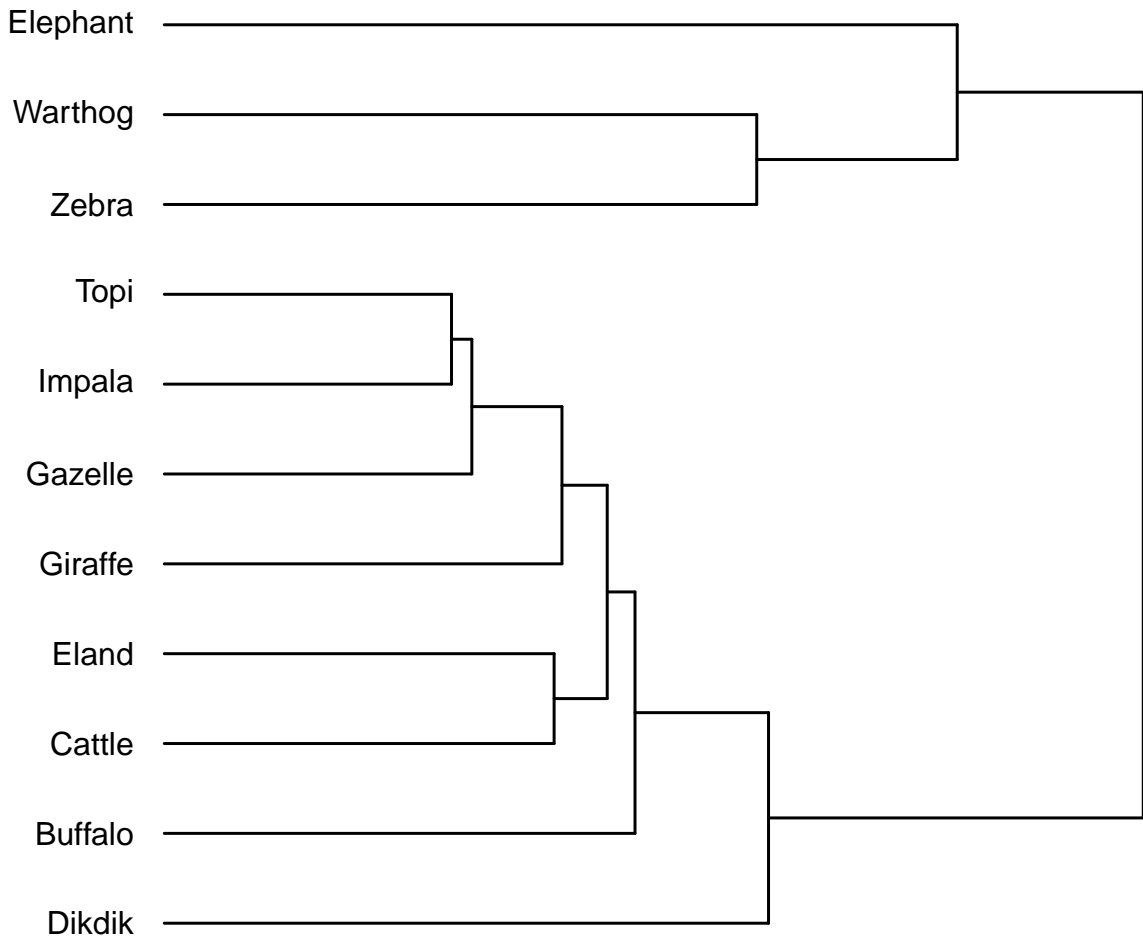 Elephant
Warthog
Zebra
Topi
Impala
Gazelle
Giraffe
Eland
Cattle
Buffalo
Dikdik